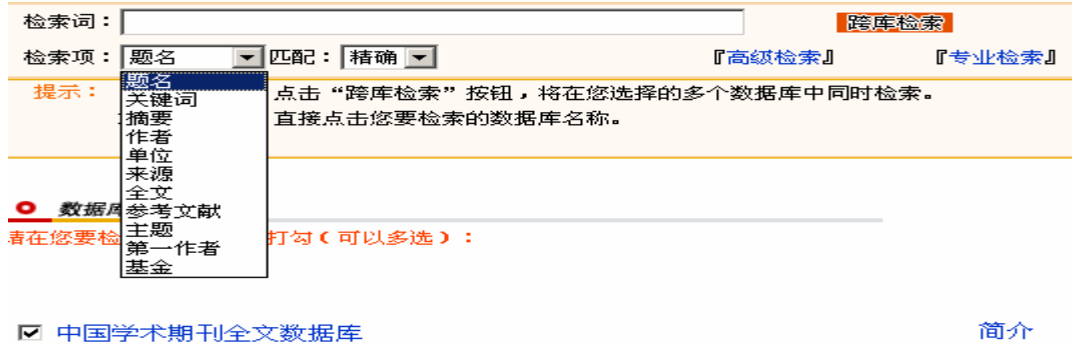 检索词：
跨库检索
检索项： 题名 匹配： 精确 『高级检索』 『专业检索』
提示： 点击“跨库检索”按钮，将在您选择的多个数据库中同时检索。
直接点击您要检索的数据库名称。
题名
关键词
摘要
作者
单位
来源
全文
参考文献
主题
第一作者
基金
数据
请在您要检 打勾（可以多选）：
中国学术期刊全文数据库 简介